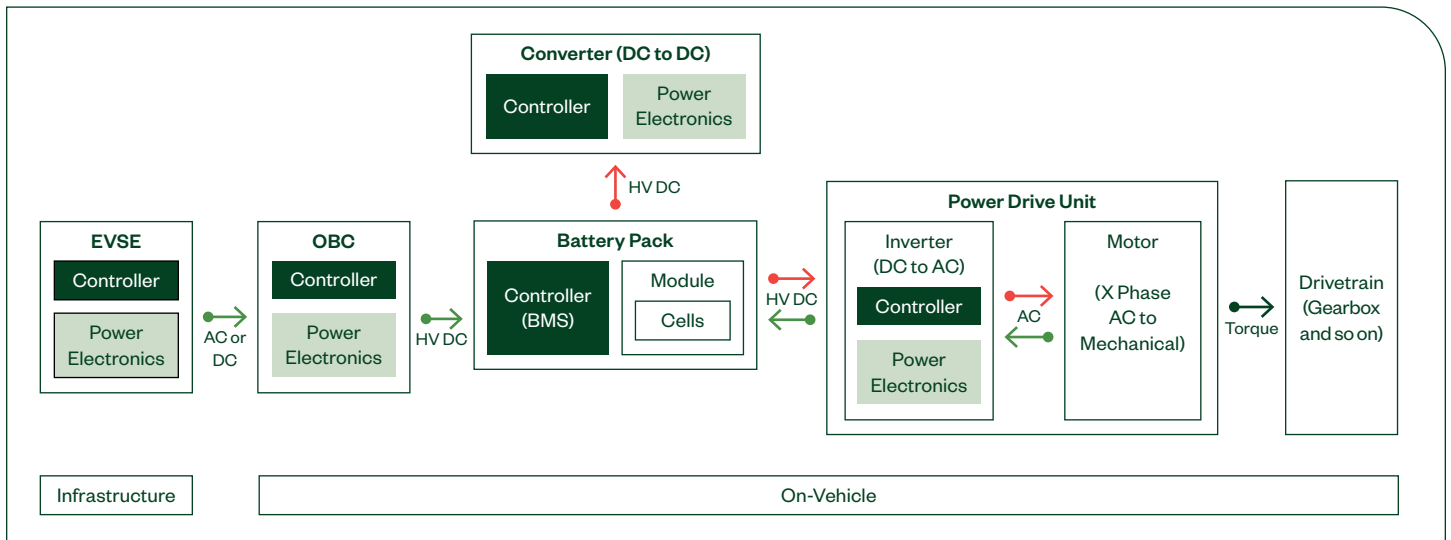 Converter (DC to DC)
Controller
Power
Electronics
HV DC
EVSE
Controller
Power
Electronics
AC or
DC
OBC
Controller
Power
Electronics
HV DC
Battery Pack
Controller
(BMS)
Module
Cells
HV DC
Power Drive Unit
Inverter
(DC to AC)
Controller
Power
Electronics
AC
Motor
(X Phase
AC to
Mechanical)
Torque
Drivetrain
(Gearbox
and so on)
Infrastructure
On-Vehicle